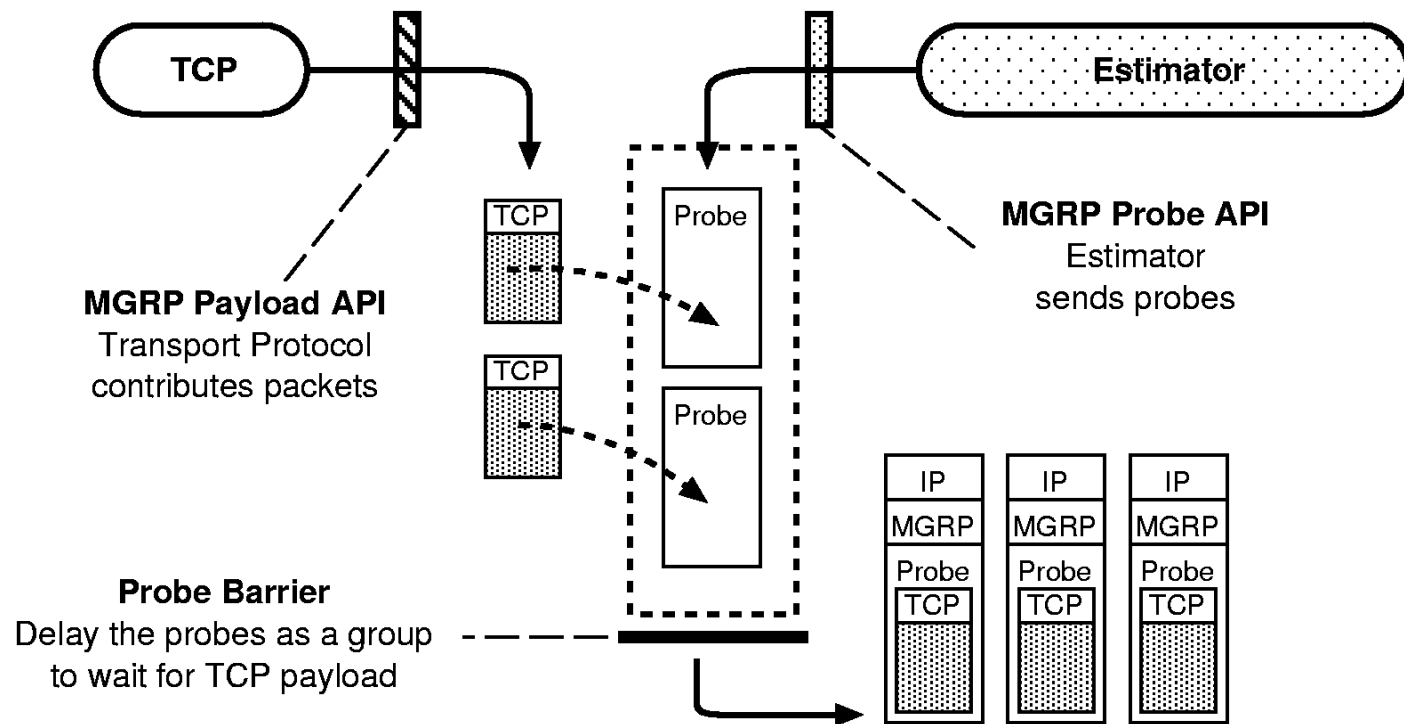 TCP
Estimator
TCP
Probe
MGRP Probe API
Estimator
sends probes
MGRP Payload API
Transport Protocol
contributes packets
TCP
Probe
IP
IP
IP
MGRP
MGRP
MGRP
Probe
Probe
Probe
TCP
TCP
TCP
Probe Barrier
Delay the probes as a group
to wait for TCP payload